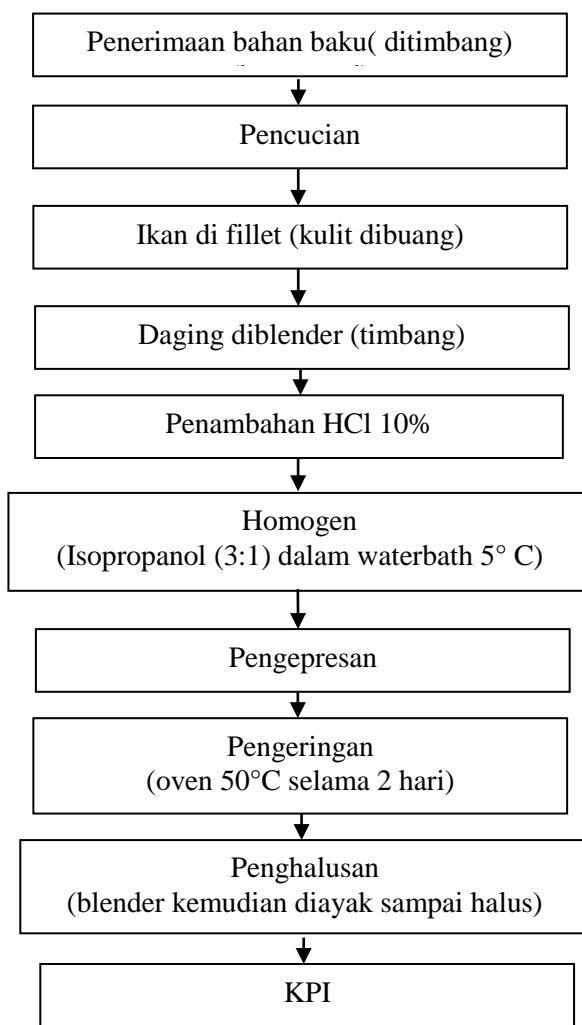 Penerimaan bahan baku( ditimbang)
Pencucian
Ikan di fillet (kulit dibuang)
Daging diblender (timbang)
Penambahan HCl 10%
Homogen
(Isopropanol (3:1) dalam waterbath 5° C)
Pengepresan
Pengeringan
(oven 50°C selama 2 hari)
Penghalusan
(blender kemudian diayak sampai halus)
KPI